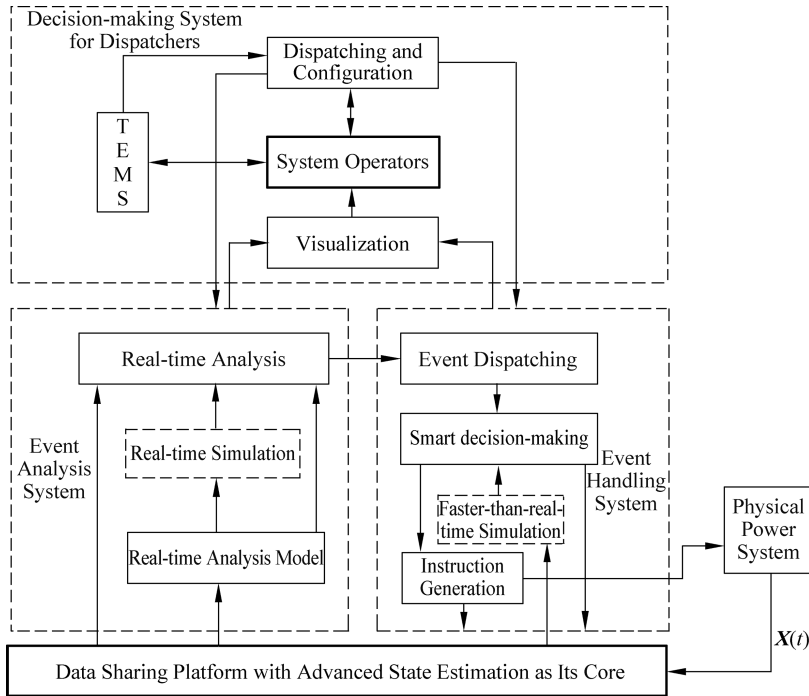 Decision-making System
for Dispatchers
Dispatching and
Configuration
T
E
M
S
System Operators
Visualization
Real-time Analysis
Event Dispatching
Real-time Simulation
Smart decision-making
Event
Analysis
System
Event
Handling
System
Faster-than-real-
time Simulation
Real-time Analysis Model
Instruction
Generation
Physical
Power
System
X(t)
Data Sharing Platform with Advanced State Estimation as Its Core